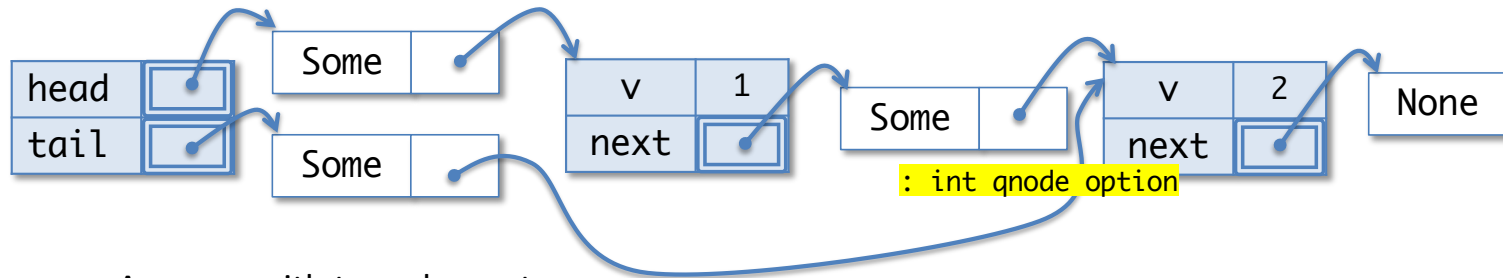 head
tail
Some
Some
v 1
next
Some
: int qnode option
v 2
next
None